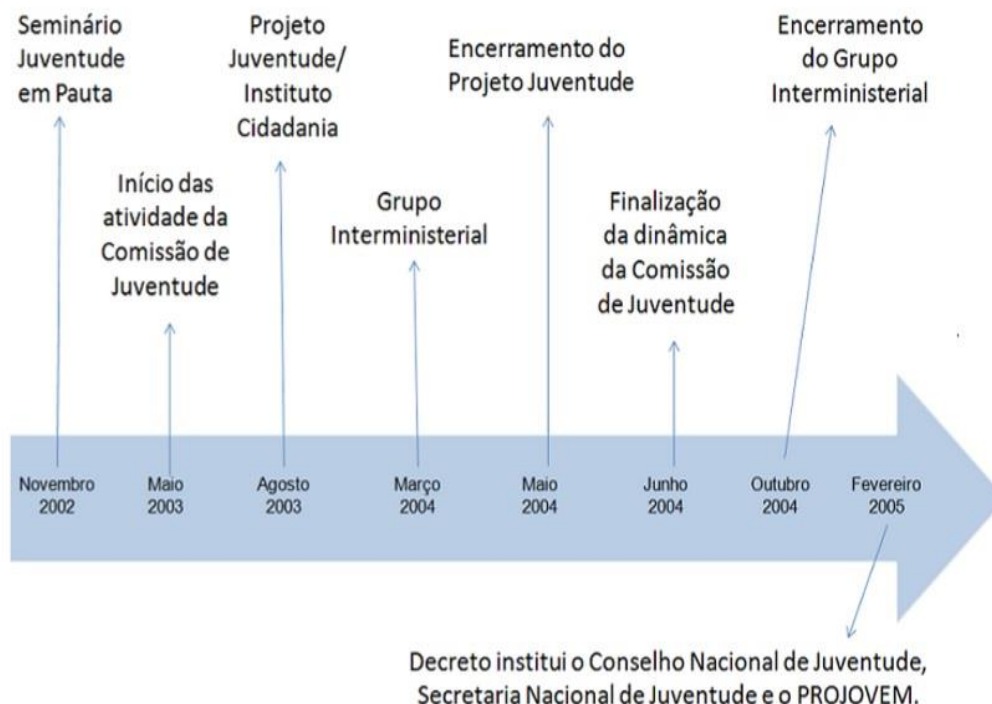 Seminário
Juventude
em Pauta
Início das
atividade da
Comissão de
Juventude
Projeto
Juventude/
Instituto
Cidadania
Grupo
Interministerial
Encerramento do
Projeto Juventude
Finalização
da dinâmica
da Comissão
de Juventude
Encerramento
do Grupo
Interministerial
Novembro
2002
Maio
2003
Agosto
2003
Março
2004
Maio
2004
Junho
2004
Outubro
2004
Fevereiro
2005
Decreto institui o Conselho Nacional de Juventude,
Secretaria Nacional de Juventude e o PROJOVEM.